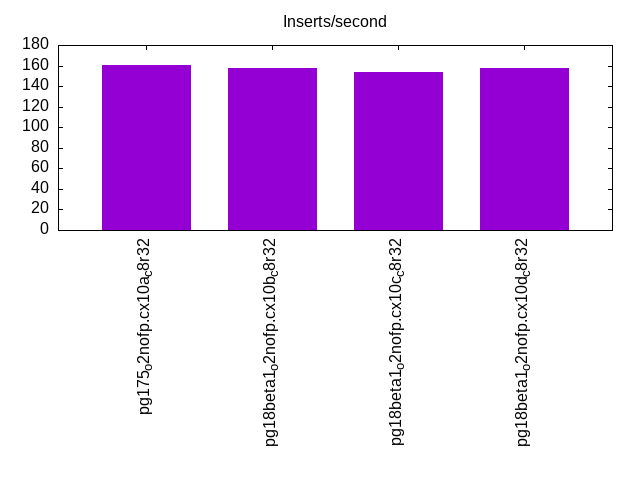 Inserts/second
180
160
140
120
100
80
60
40
20
0
pg175o2nofp.cx10ac8r32
pg18beta1o2nofp.cx10bc8r32
pg18beta1o2nofp.cx10cc8r32
pg18beta1o2nofp.cx10dc8r32